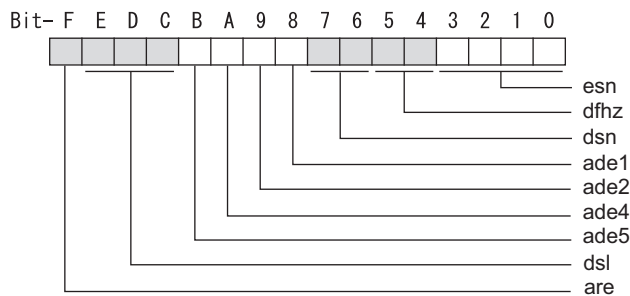 Bit- F E D C B A 9 8 7 6 5 4 3 2 1 0
esn
dfhz
dsn
ade1
ade2
ade4
ade5
dsl
are